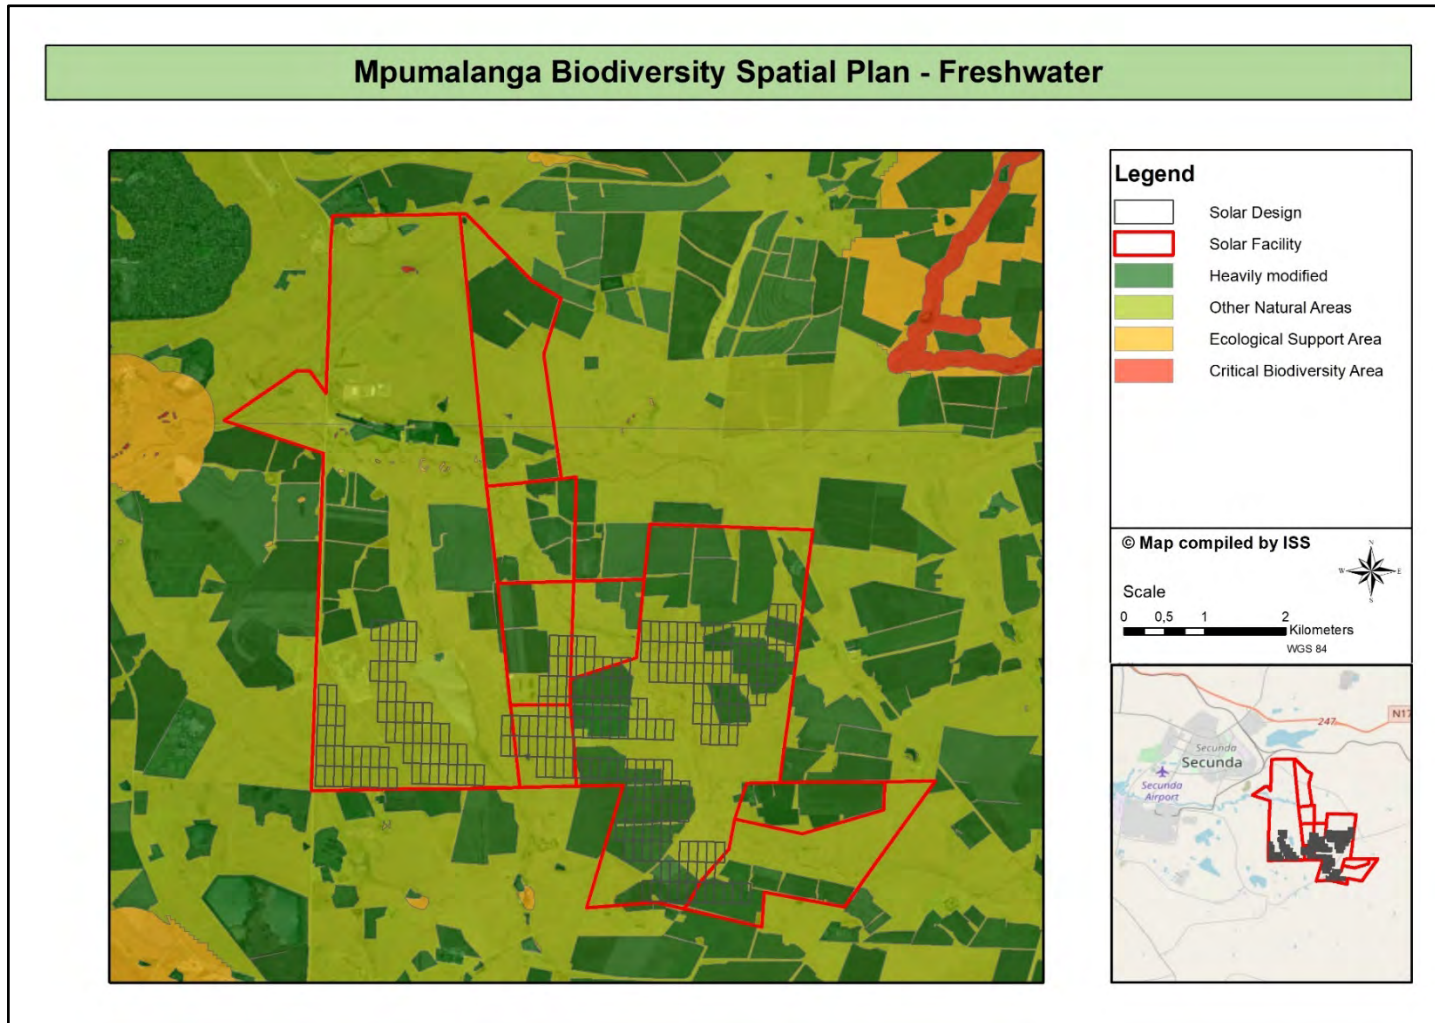 Mpumalanga Biodiversity Spatial Plan - Freshwater
Legend
Solar Design
Solar Facility
Heavily modified
Other Natural Areas
Ecological Support Area
Critical Biodiversity Area
© Map compiled by ISS
N
W
E
S
Scale
0 0,5 1 2
Kilometers
WGS 84
N17
247
Secunda
Secunda
Secunda
Airport